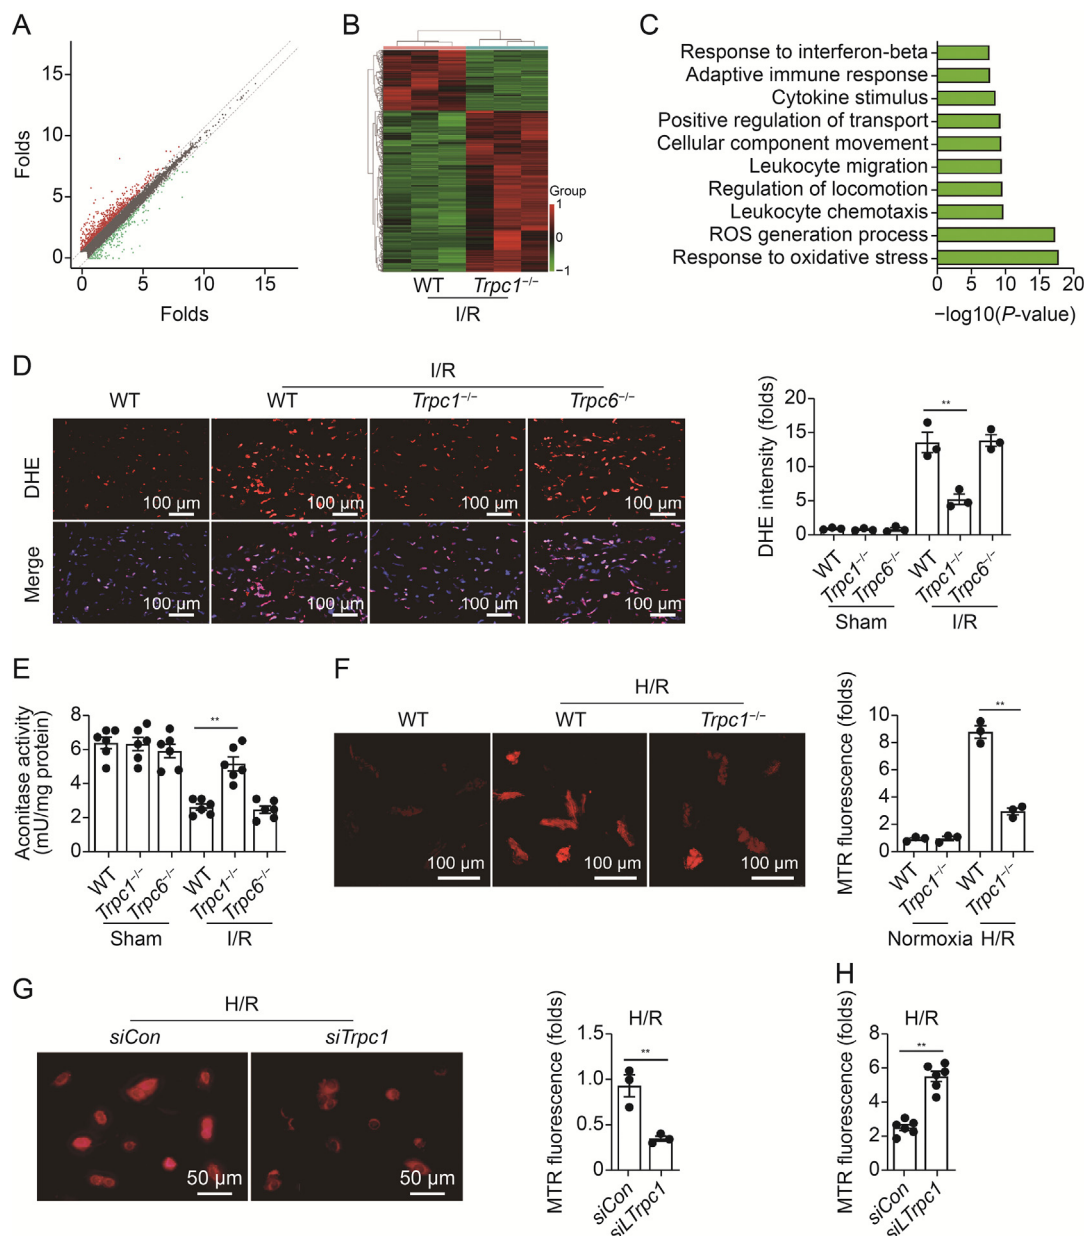 A
15
10
5
0
Folds
0 5 10 15
Folds
B
Group
1
0
−1
WT Trpc1−/−
I/R
C
Response to interferon-beta
Adaptive immune response
Cytokine stimulus
Positive regulation of transport
Cellular component movement
Leukocyte migration
Regulation of locomotion
Leukocyte chemotaxis
ROS generation process
Response to oxidative stress
0 5 10 15 20
−log10(P-value)
D
I/R
WT WT Trpc1−/− Trpc6−/−
DHE
100 µm 100 µm 100 µm 100 µm
Merge
100 µm 100 µm 100 µm 100 µm
DHE intensity (folds)
20
15
10
5
0
**
WT Trpc1−/− Trpc6−/− WT Trpc1−/− Trpc6−/−
Sham I/R
E
Aconitase activity
(mU/mg protein)
8
6
4
2
0
**
WT Trpc1−/− Trpc6−/− WT Trpc1−/− Trpc6−/−
Sham I/R
F
H/R
WT WT Trpc1−/−
100 µm 100 µm 100 µm
MTR fluorescence (folds)
10
8
6
4
2
0
**
WT Trpc1−/− WT Trpc1−/−
Normoxia H/R
G
H/R
siCon siTrpc1
50 µm 50 µm
MTR fluorescence (folds)
H/R
1.5
1.0
0.5
0
**
siCon siLTrpc1
H
MTR fluorescence (folds)
H/R
8
6
4
2
0
**
siCon siLTrpc1